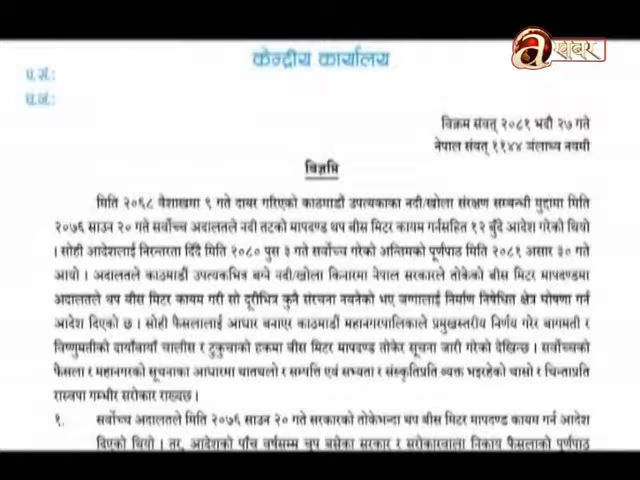 aखबर
केन्द्रीय कार्यालय
प.सं.:
च.नं.:
विक्रम संवत् २०८१ भदौ २७ गते
नेपाल संवत् ११४४ ञंलाथ्व नवमी
विज्ञप्ति
मिति २०६८ वैशाखमा ९ गते दायर गरिएको काठमाडौं उपत्यकाका नदी/खोला संरक्षण सम्बन्धी मुद्दामा मिति
२०७६ साउन २० गते सर्वोच्च अदालतले नदी तटको मापदण्ड थप बीस मिटर कायम गर्नसहित १२ बुँदे आदेश गरेको थियो
। सोही आदेशलाई निरन्तरता दिँदै मिति २०८० पुस ३ गते सर्वोच्च गरेको अन्तिमको पूर्णपाठ मिति २०८१ असार ३० गते
आयो । अदालतले काठमाडौं उपत्यकभित्र बग्ने नदी/खोला किनारमा नेपाल सरकारले तोकेको बीस मिटर मापदण्डमा
अदालतले थप बीस मिटर कायम गरी सो दूरीभित्र कुनै संरचना नबनेको भए जग्गालाई निर्माण निषेधित क्षेत्र घोषणा गर्न
आदेश दिएको छ । सोही फैसलालाई आधार बनाएर काठमाडौं महानगरपालिकाले प्रमुखस्तरीय निर्णय गरेर बागमती र
विष्णुमतीको दायाँबायाँ चालीस र टुकुचाको हकमा बीस मिटर मापदण्ड तोकेर सूचना जारी गरेको देखिन्छ । सर्वोच्चको
फैसला र महानगरको सूचनाका आधारमा थातथलो र सम्पत्ति एवं सभ्यता र संस्कृतिप्रति व्यक्त भइरहेको चासो र चिन्ताप्रति
रास्वपा गम्भीर सरोकार राख्दछ ।
१. सर्वोच्च अदालतले मिति २०७६ साउन २० गते सरकारको तोकेभन्दा थप बीस मिटर मापदण्ड कायम गर्न आदेश
दिएको थियो । तर, आदेशको पाँच वर्षसम्म चुप बसेका सरकार र सरोकारवाला निकाय फैसलाको पूर्णपाठ